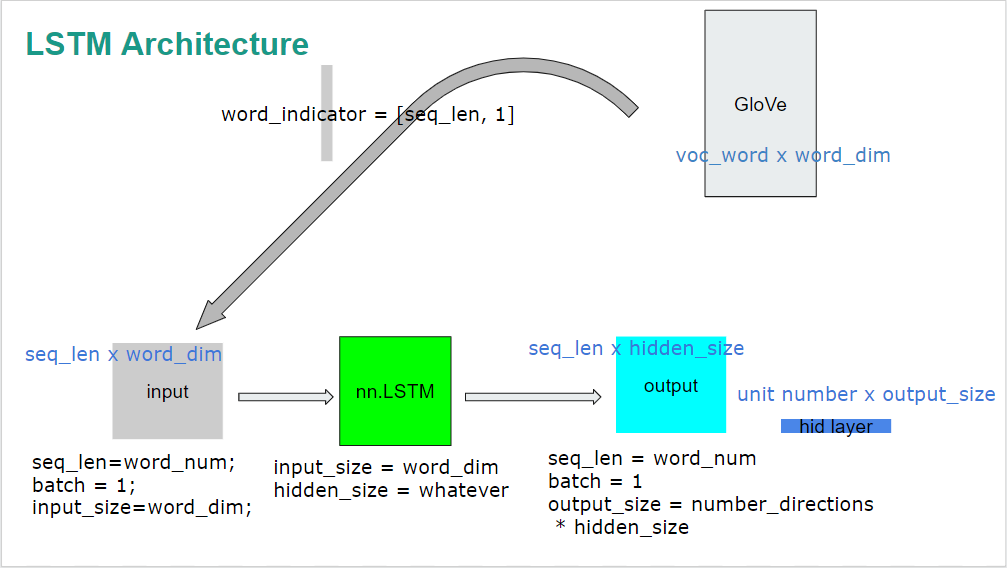 LSTM Architecture
word_indicator = [seq_len, 1]
GloVe
voc_word x word_dim
seq_len x word_dim
input
seq_len=word_num;
batch = 1;
input_size=word_dim;
nn.LSTM
input_size = word_dim
hidden_size = whatever
seq_len x hidden_size
output
seq_len = word_num
batch = 1
output_size = number_directions
* hidden_size
unit number x output_size
hid layer